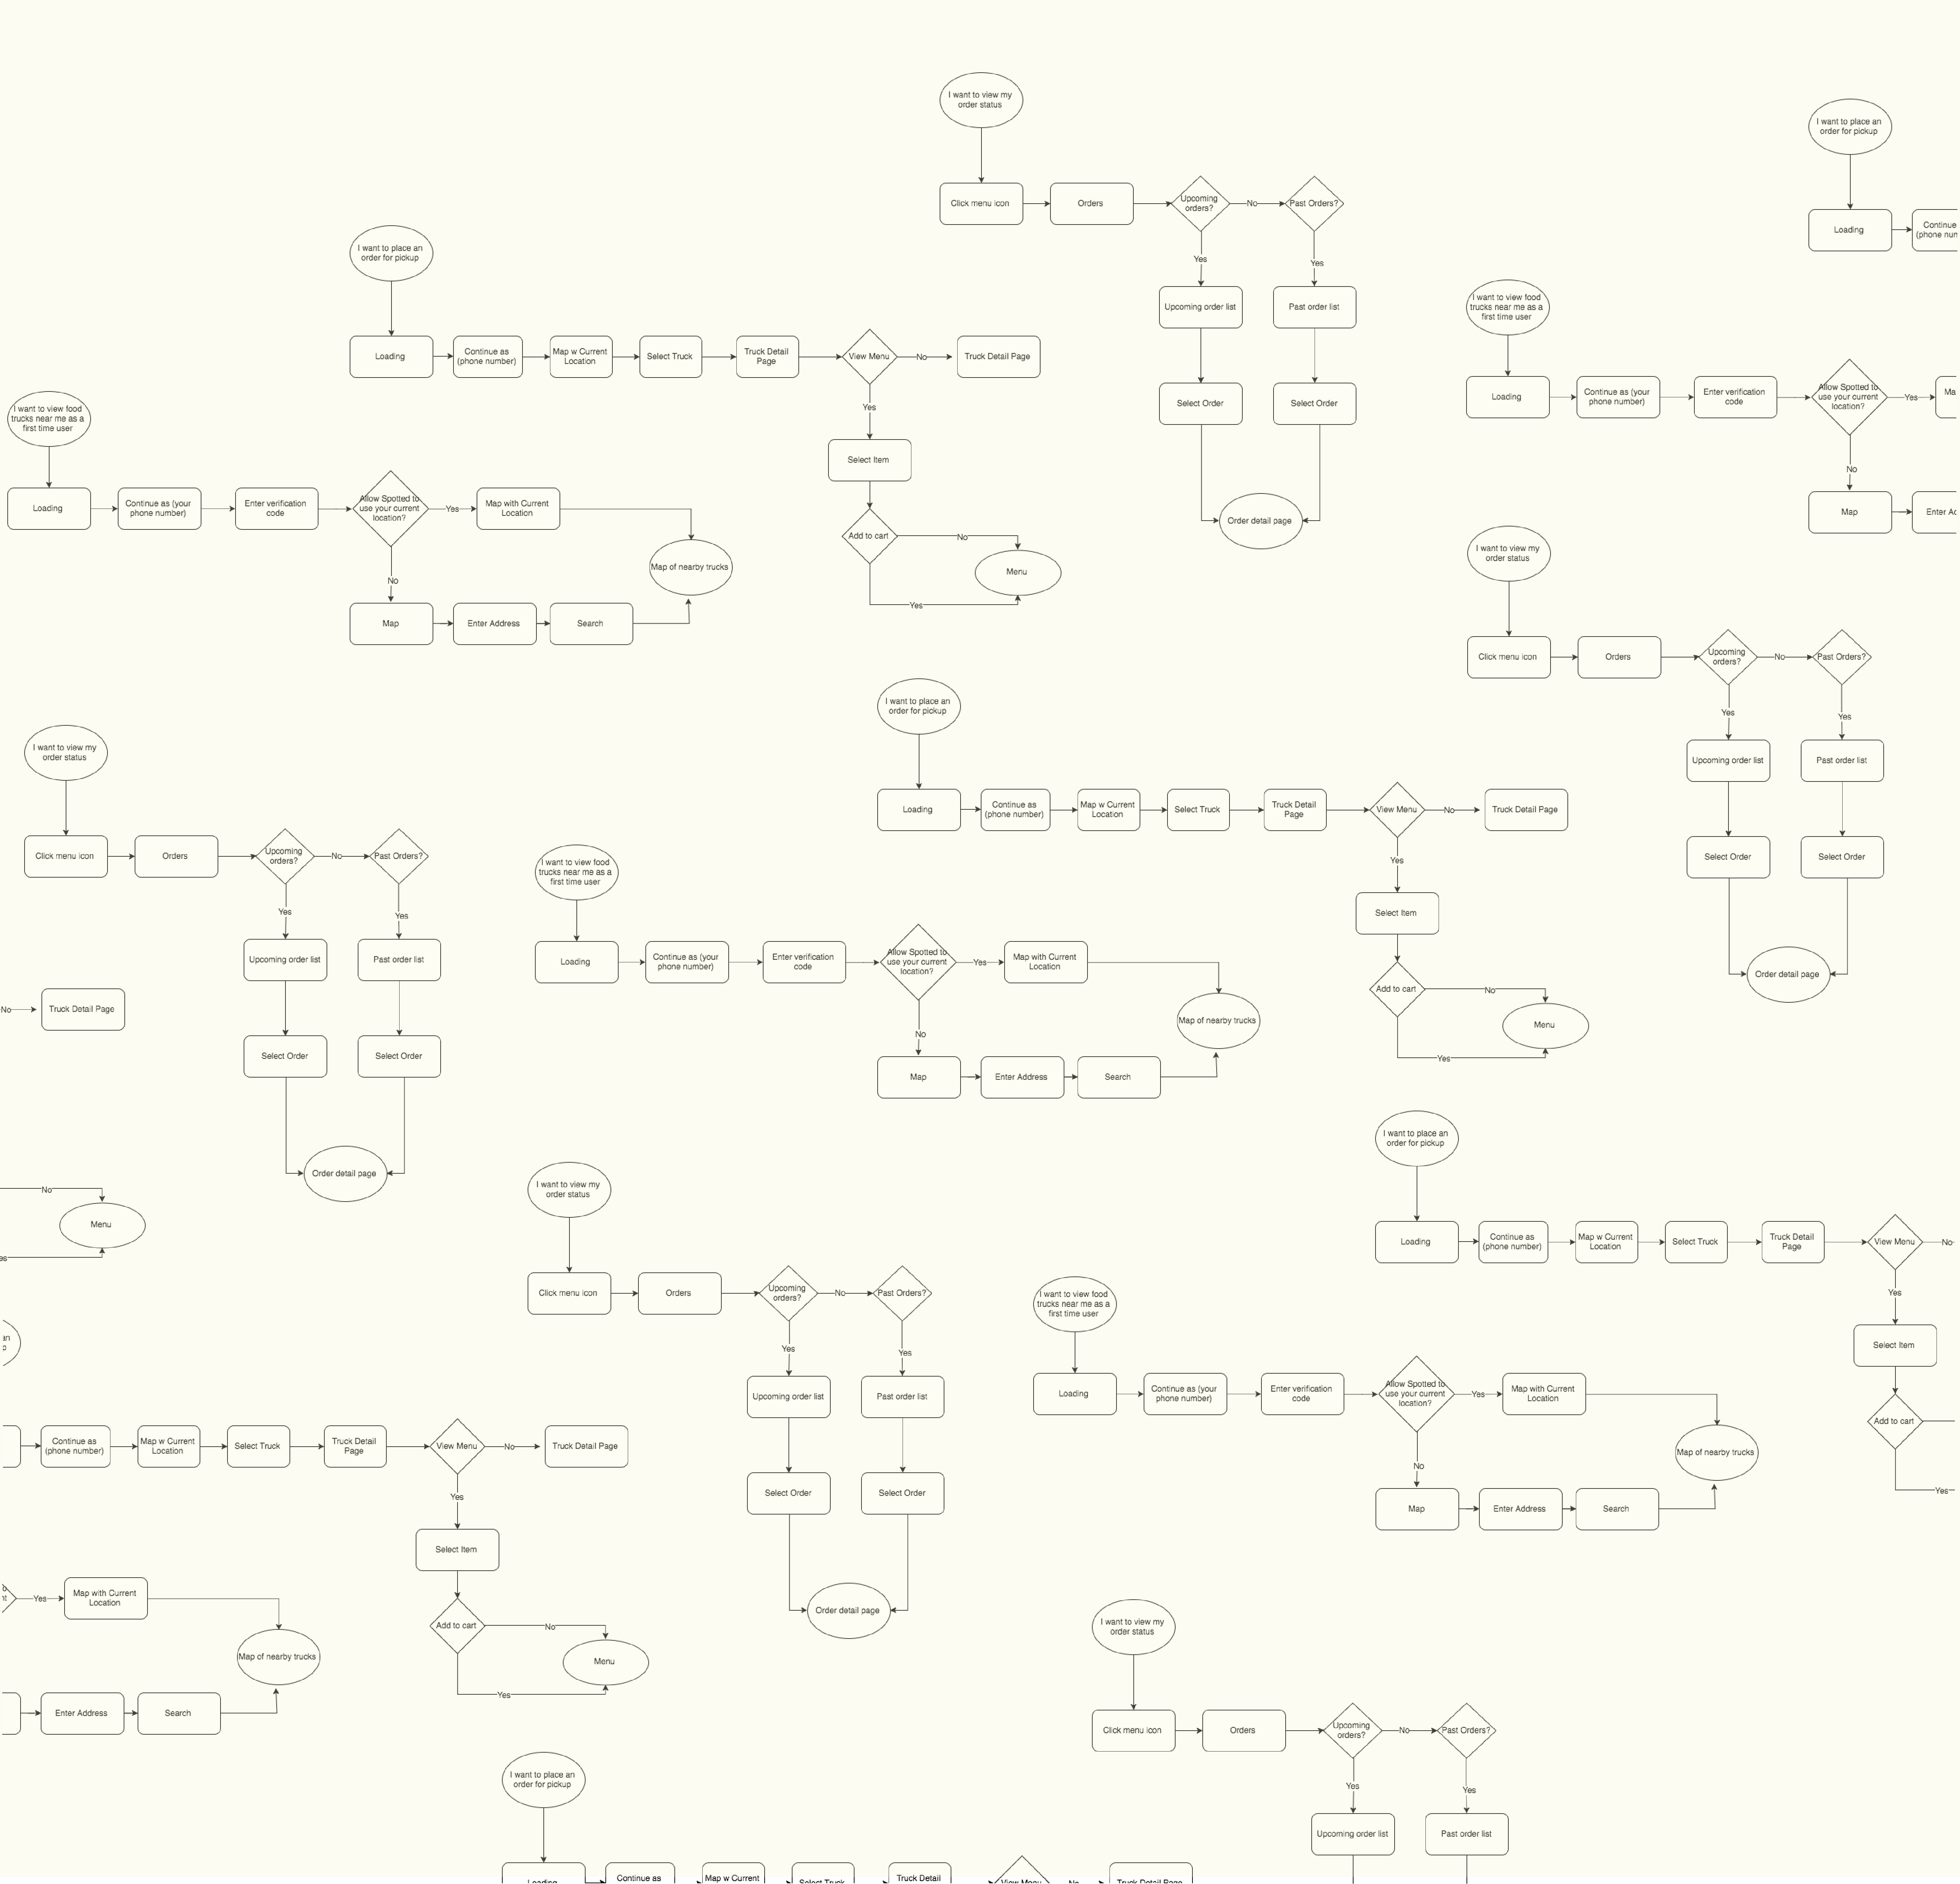 I want to view my
order status
Click menu icon
Orders
Upcoming
orders?
No
Past Orders?
Yes
Yes
Upcoming order list
Past order list
Select Order
Select Order
Order detail page
I want to place an
order for pickup
Loading
Continue
I want to place an
order for pickup
Loading
Continue as
(phone number)
Map w Current
Location
Select Truck
Truck Detail
Page
View Menu
No
Truck Detail Page
Yes
Select Item
Add to cart
No
Menu
Yes
I want to view food
trucks near me as a
first time user
Loading
Continue as (your
phone number)
Enter verification
code
Allow Spotted to
use your current
location?
Yes
No
Map
I want to view food
trucks near me as a
first time user
Loading
Continue as (your
phone number)
Enter verification
code
Allow Spotted to
use your current
location?
Yes
Map with Current
Location
Map of nearby trucks
No
Map
Enter Address
Search
I want to view my
order status
Click menu icon
Orders
Upcoming
orders?
No
Past Orders?
Yes
Yes
Upcoming order list
Past order list
Select Order
Select Order
Order detail page
I want to place an
order for pickup
Loading
Continue as
(phone number)
Map w Current
Location
Select Truck
Truck Detail
Page
View Menu
No
Truck Detail Page
Yes
Select Item
Add to cart
No
Menu
Yes
I want to view my
order status
Click menu icon
Orders
Upcoming
orders?
No
Past Orders?
Yes
Yes
Upcoming order list
Past order list
Select Order
Select Order
Order detail page
I want to view food
trucks near me as a
first time user
Loading
Continue as (your
phone number)
Enter verification
code
Allow Spotted to
use your current
location?
Yes
Map with Current
Location
Map of nearby trucks
No
Map
Enter Address
Search
No
Truck Detail Page
No
Menu
I want to view my
order status
Click menu icon
Orders
Upcoming
orders?
No
Past Orders?
Yes
Yes
Upcoming order list
Past order list
Select Order
Select Order
Order detail page
I want to place an
order for pickup
Loading
Continue as
(phone number)
Map w Current
Location
Select Truck
Truck Detail
Page
View Menu
No
Yes
Select Item
Add to cart
Yes
I want to view food
trucks near me as a
first time user
Loading
Continue as (your
phone number)
Enter verification
code
Allow Spotted to
use your current
location?
Yes
Map with Current
Location
Map of nearby trucks
No
Map
Enter Address
Search
Continue as
(phone number)
Map w Current
Location
Select Truck
Truck Detail
Page
View Menu
No
Truck Detail Page
Yes
Select Item
Add to cart
No
Menu
Yes
Yes
Map with Current
Location
Map of nearby trucks
Enter Address
Search
I want to view my
order status
Click menu icon
Orders
Upcoming
orders?
No
Past Orders?
Yes
Yes
Upcoming order list
Past order list
I want to place an
order for pickup
Loading
Continue as
Map w Current
Select Truck
Truck Detail
View Menu
No
Truck Detail Page